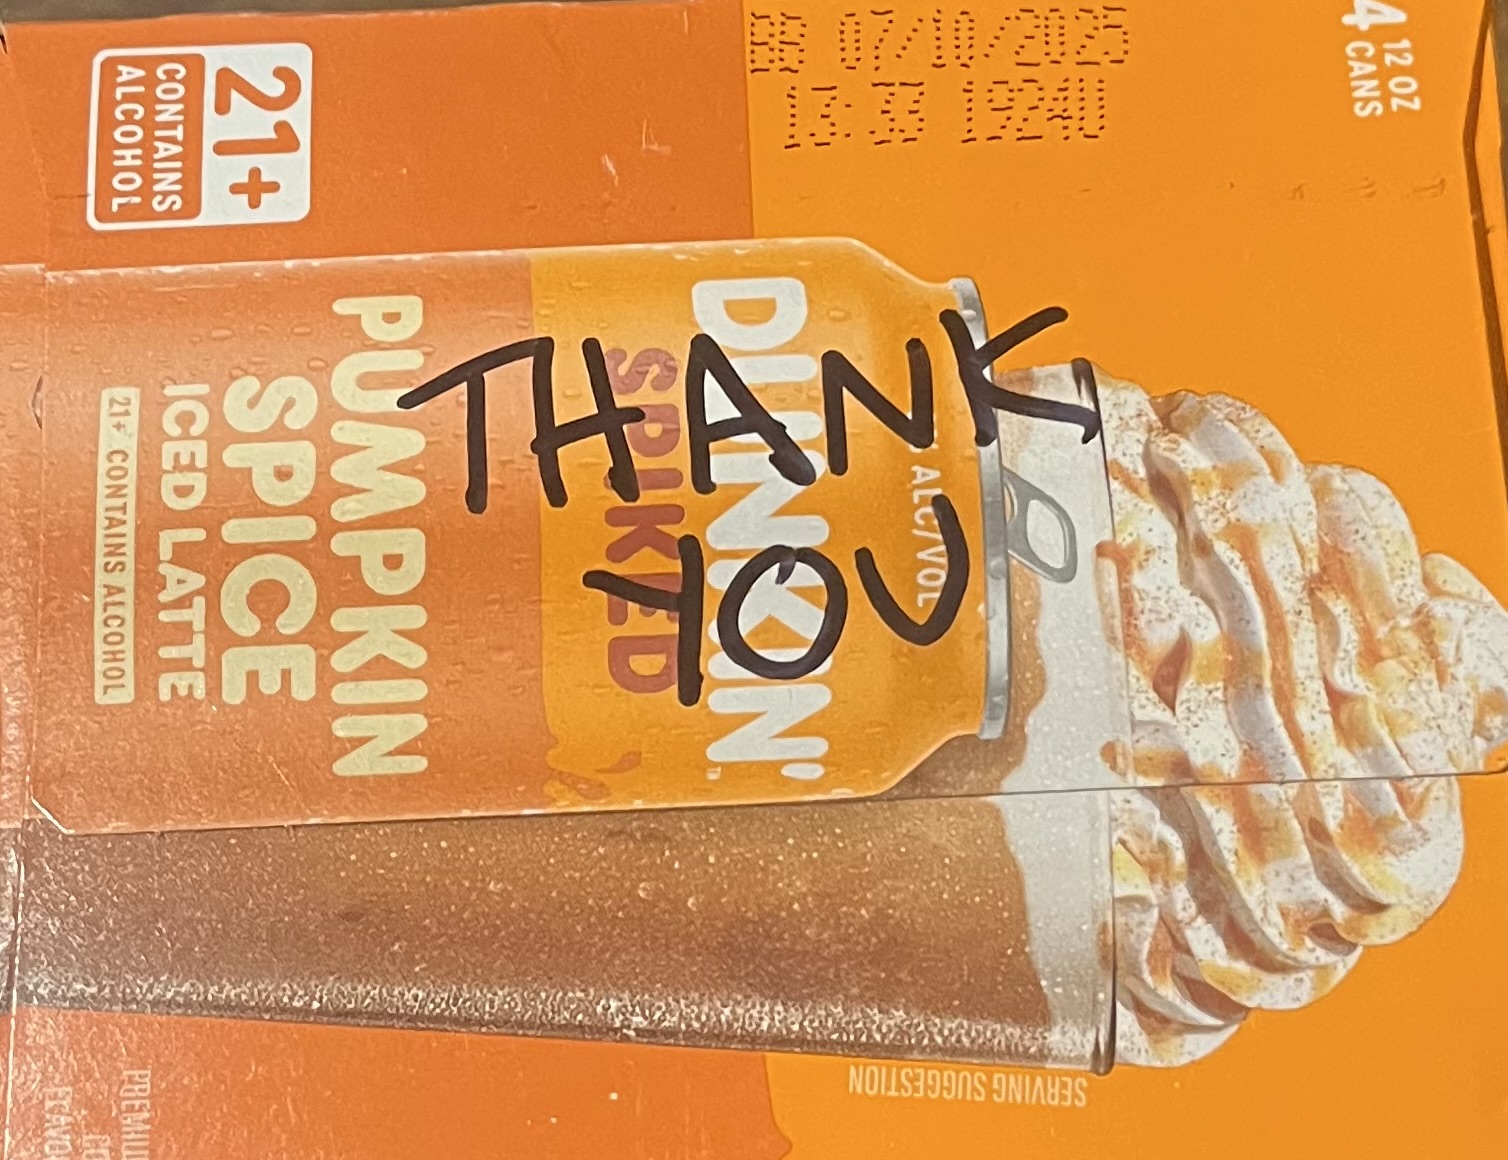 BB 07/10/2025
13:33 1924U
4 12 OZ
CANS
21+
CONTAINS
ALCOHOL
THANK
YOU
DUNKIN'
SPIKED
ALC/VOL
PUMPKIN
SPICE
ICED LATTE
21+ CONTAINS ALCOHOL
SERVING SUGGESTION